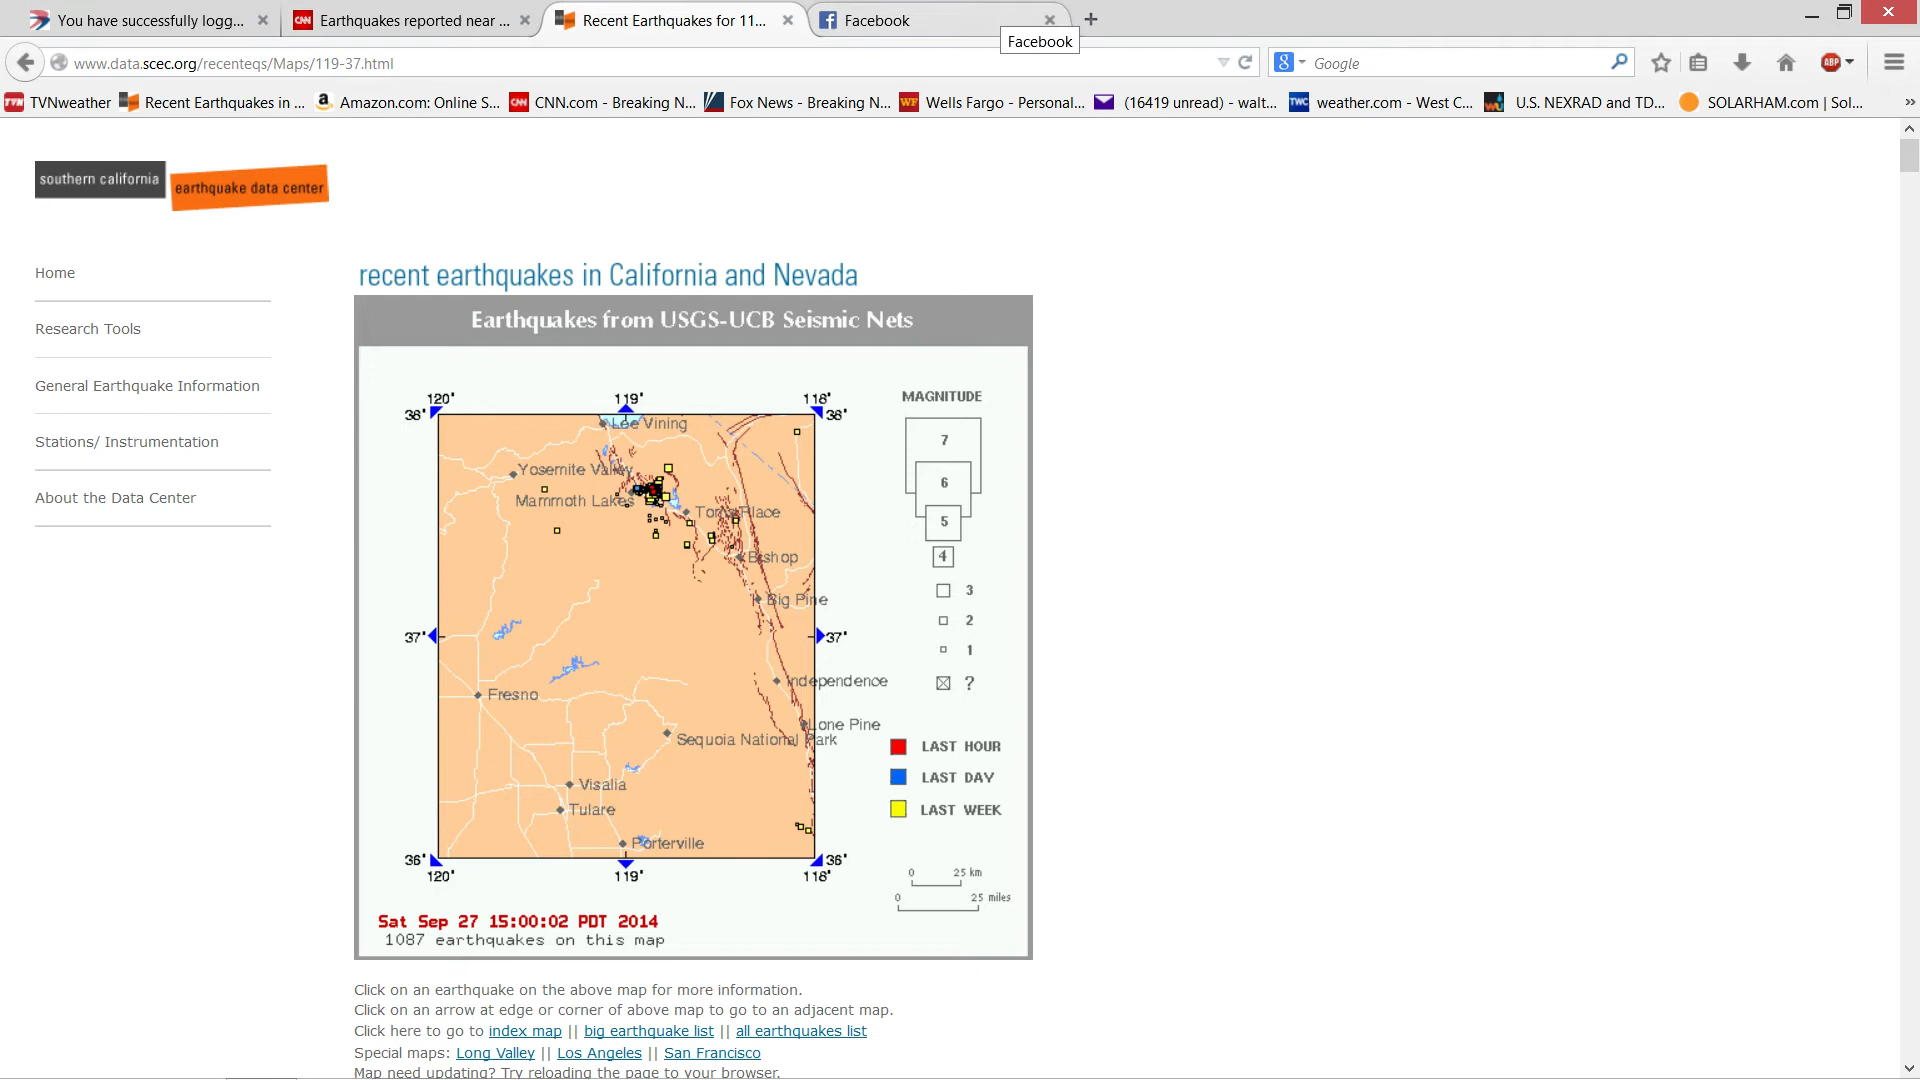 You have successfully logg...
CNN Earthquakes reported near ...
Recent Earthquakes for 11...
Facebook
Facebook
www.data.scec.org/recenteqs/Maps/119-37.html
Google
ABP
TVN TVNweather
Recent Earthquakes in ...
Amazon.com: Online S...
CNN CNN.com - Breaking N...
Fox News - Breaking N...
WF Wells Fargo - Personal...
(16419 unread) - walt...
TWC weather.com - West C...
U.S. NEXRAD and TD...
SOLARHAM.com | Sol...
southern california
earthquake data center
Home
Research Tools
General Earthquake Information
Stations/ Instrumentation
About the Data Center
recent earthquakes in California and Nevada
Earthquakes from USGS-UCB Seismic Nets
120° 119° 118°
38° 38°
Lee Vining
Yosemite Valley
Mammoth Lakes
Toms Place
Bishop
Big Pine
37° 37°
Independence
Fresno
Lone Pine
Sequoia National Park
Visalia
Tulare
Porterville
36° 36°
120° 119° 118°
MAGNITUDE
7
6
5
4
3
2
1
?
LAST HOUR
LAST DAY
LAST WEEK
0 25 km
0 25 miles
Sat Sep 27 15:00:02 PDT 2014
1087 earthquakes on this map
Click on an earthquake on the above map for more information.
Click on an arrow at edge or corner of above map to go to an adjacent map.
Click here to go to index map || big earthquake list || all earthquakes list
Special maps: Long Valley || Los Angeles || San Francisco
Map need updating? Try reloading the page to your browser.